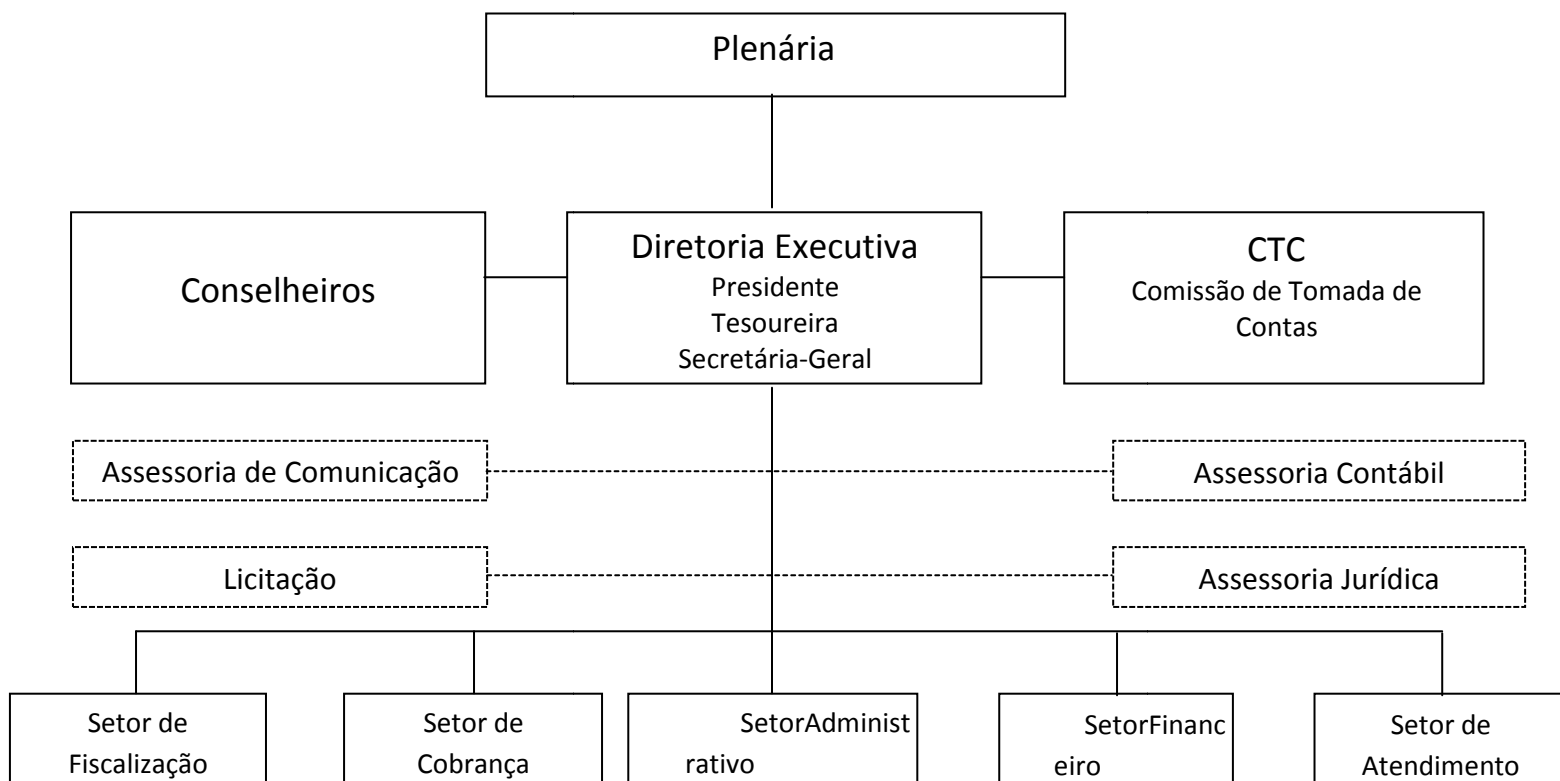 Plenária
Conselheiros
Diretoria Executiva
Presidente
Tesoureira
Secretária-Geral
CTC
Comissão de Tomada de
Contas
Assessoria de Comunicação
Assessoria Contábil
Licitação
Assessoria Jurídica
Setor de
Fiscalização
Setor de
Cobrança
SetorAdminist
rativo
SetorFinanc
eiro
Setor de
Atendimento